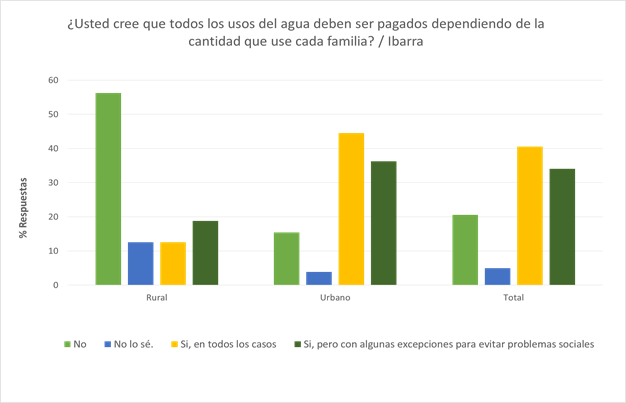 ¿Usted cree que todos los usos del agua deben ser pagados dependiendo de la
cantidad que use cada familia? / Ibarra
60
50
40
30
20
10
0
% Respuestas
Rural Urbano Total
No No lo sé. Si, en todos los casos Si, pero con algunas excepciones para evitar problemas sociales